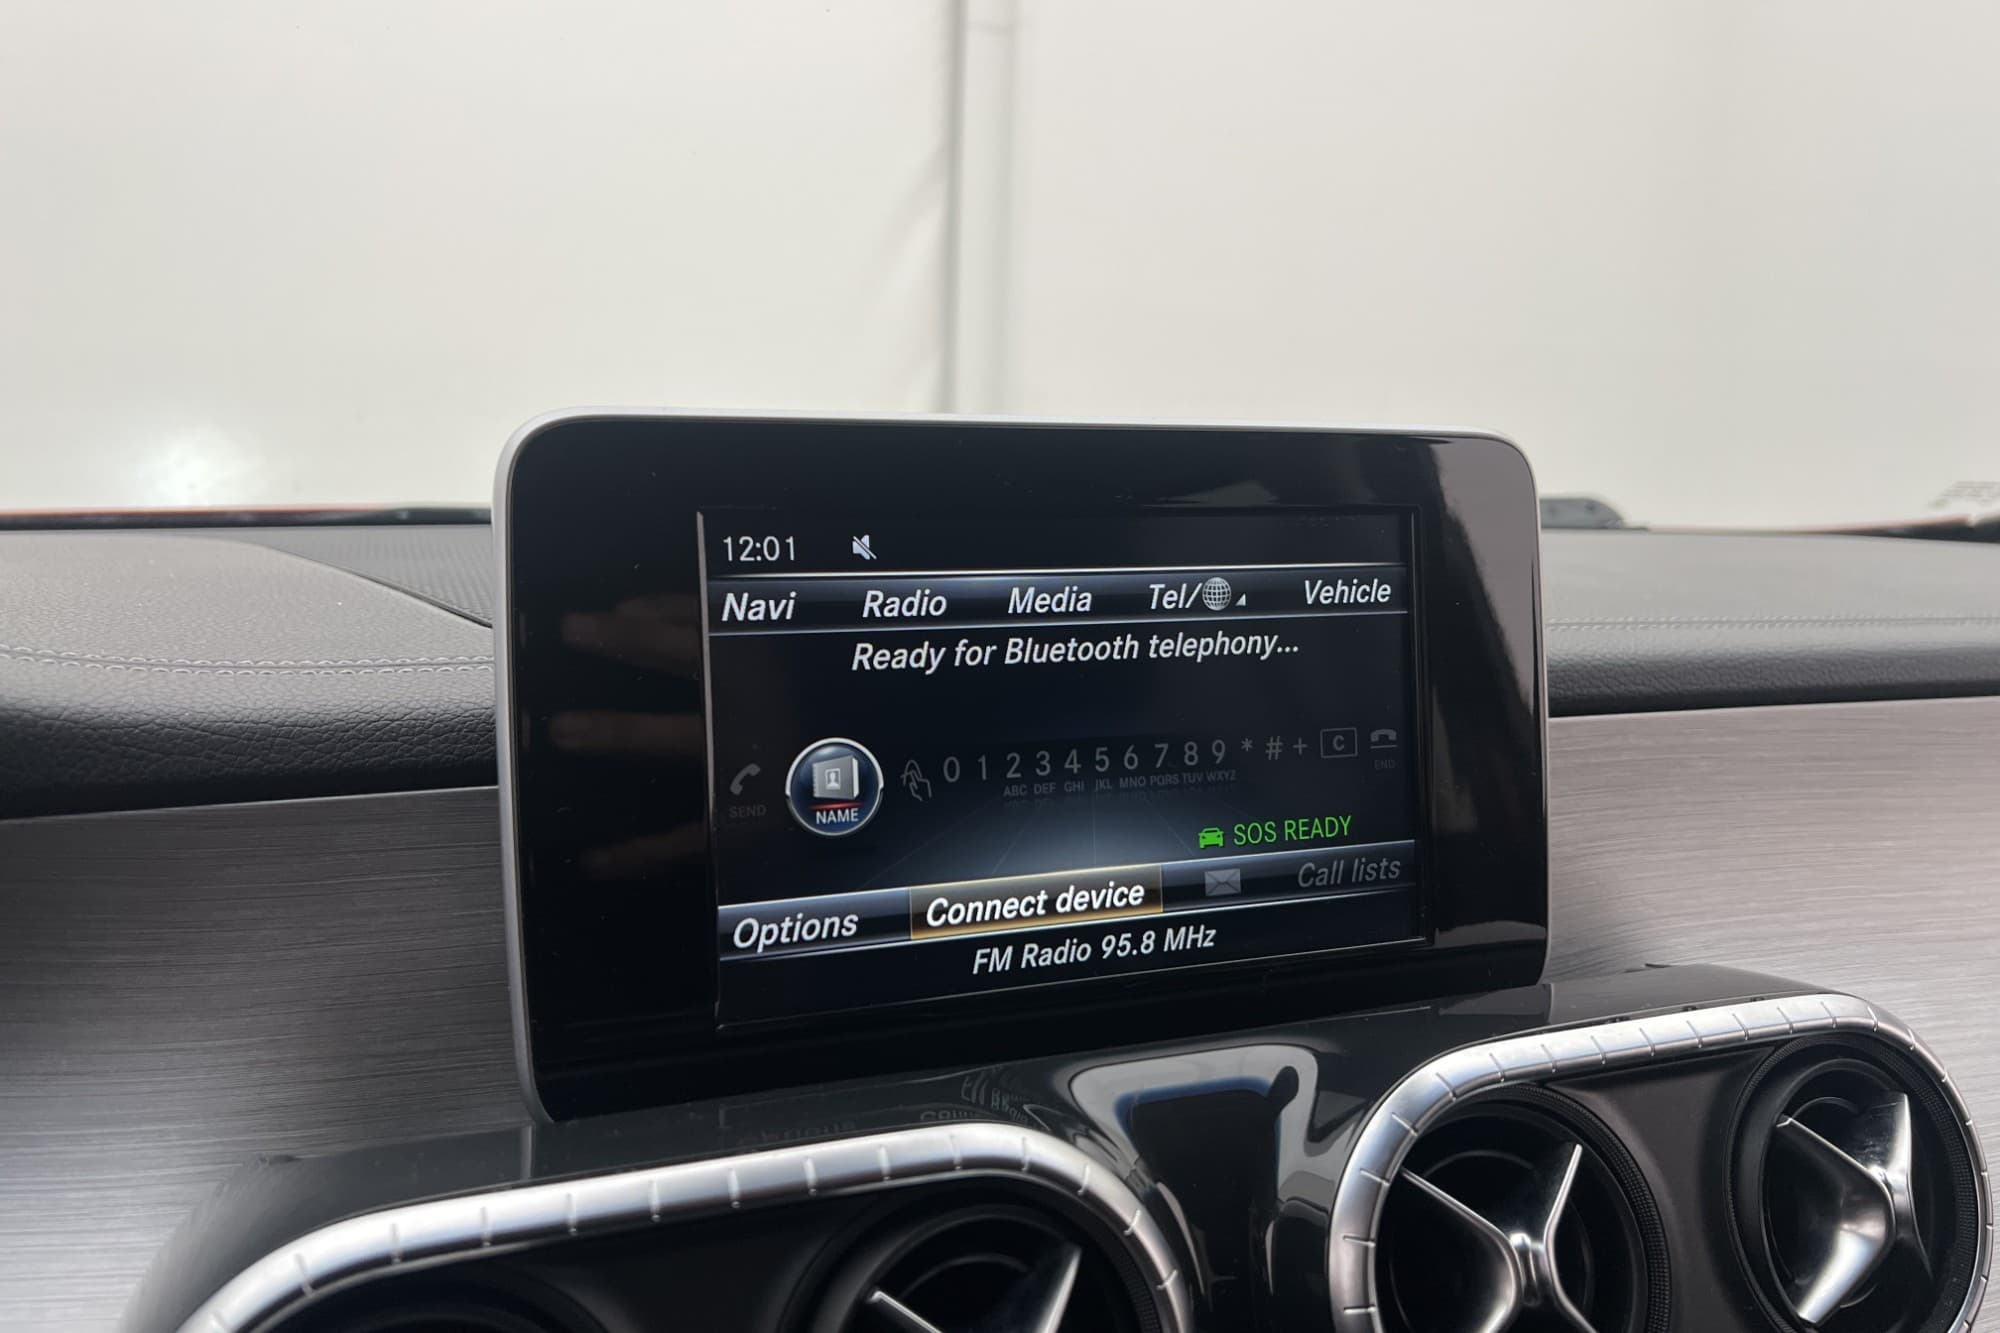 12:01
Navi Radio Media Tel/ Vehicle
Ready for Bluetooth telephony...
0 1 2 3 4 5 6 7 8 9 * # + C
ABC DEF GHI JKL MNO PQRS TUV WXYZ
SEND NAME END
SOS READY
Options Connect device Call lists
FM Radio 95.8 MHz